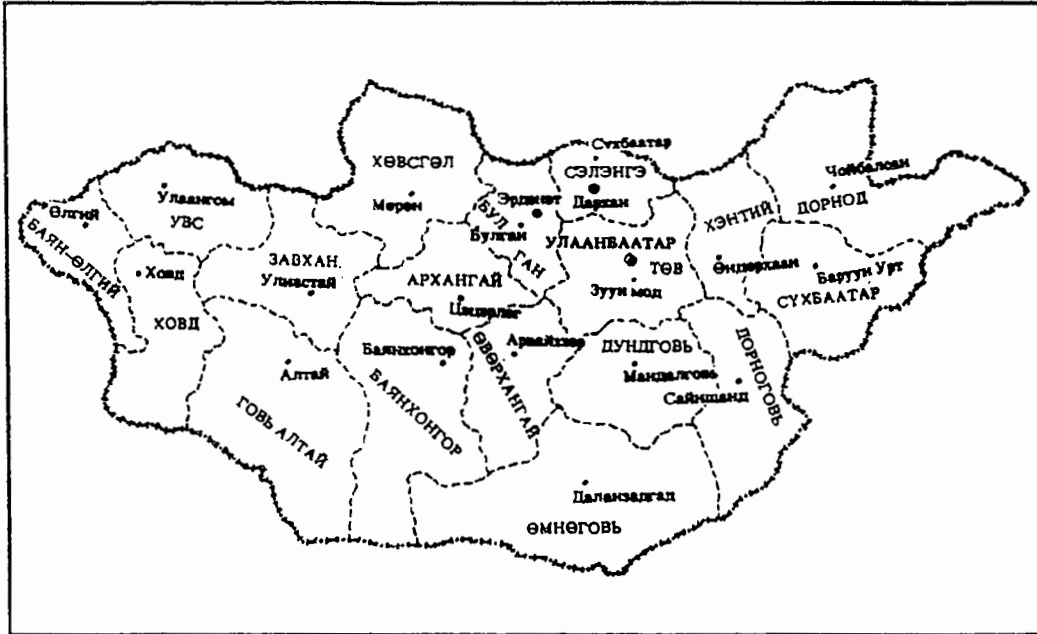 Сүхбаатар
ХӨВСГӨЛ
СЭЛЭНГЭ
Чойбалсан
Улаангом
Мөрөн
Эрдэнэт
Дархан
ДОРНОД
Өлгий
УВС
БУЛ
ХЭНТИЙ
Булган
УЛААНБААТАР
БАЯН-ӨЛГИЙ
ГАН
ТӨВ
Өндөрхаан
Баруун Урт
Ховд
ЗАВХАН
Улиастай
АРХАНГАЙ
Зуун мод
СҮХБААТАР
Цэцэрлэг
ХОВД
Арвайхээр
ДУНДГОВЬ
Баянхонгор
ӨВӨРХАНГАЙ
Мандалговь
ДОРНОГОВЬ
Алтай
Сайншанд
БАЯНХОНГОР
ГОВЬ АЛТАЙ
Даланзадгад
ӨМНӨГОВЬ